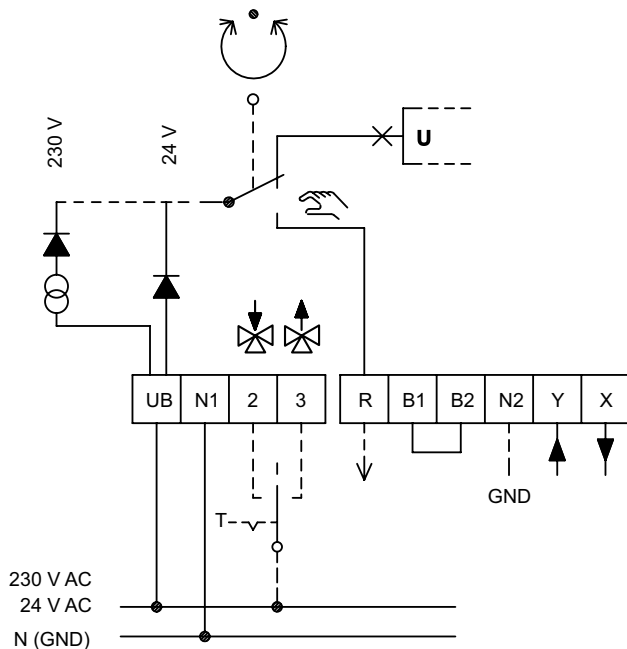 230 V
24 V
U
UB N1 2 3 R B1 B2 N2 Y X
GND
T
230 V AC
24 V AC
N (GND)